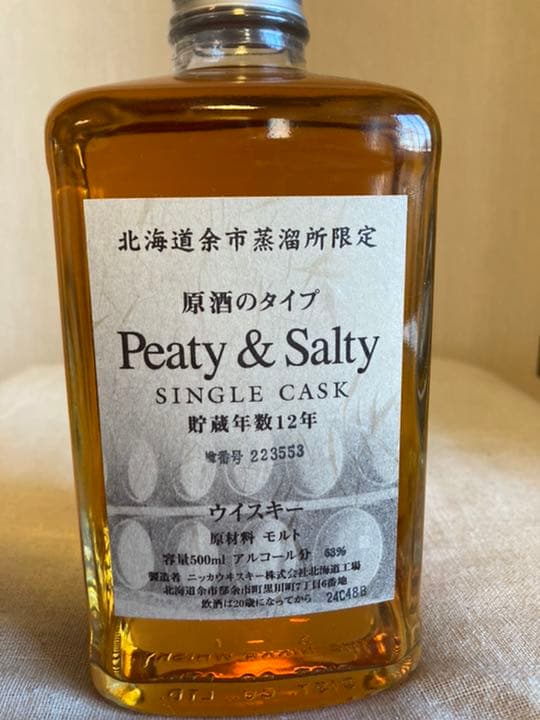 北海道余市蒸溜所限定
原酒のタイプ
Peaty & Salty
SINGLE CASK
貯蔵年数12年
樽番号 223553
ウイスキー
原材料 モルト
容量500ml アルコール分 63%
製造者 ニッカウヰスキー株式会社北海道工場
北海道余市郡余市町黒川町7丁目6番地
飲酒は20歳になってから 24C48B